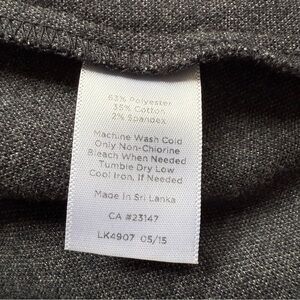 63% Polyester
35% Cotton
2% Spandex
Machine Wash Cold
Only Non-Chlorine
Bleach When Needed
Tumble Dry Low
Cool Iron, If Needed
Made In Sri Lanka
CA #23147
LK4907 05/15